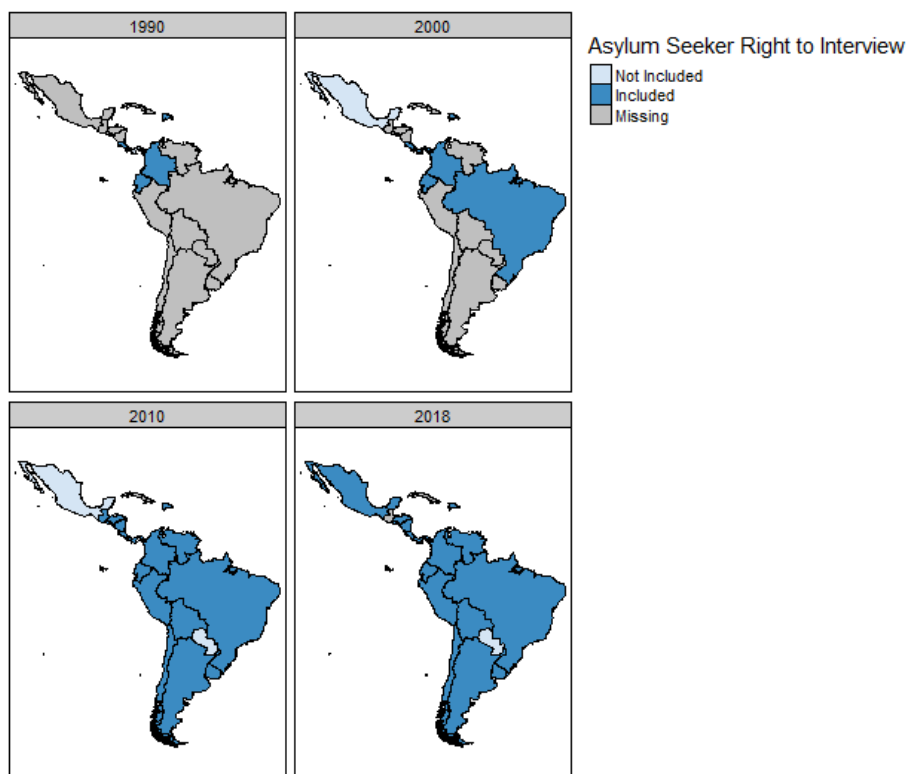 1990
2000
Asylum Seeker Right to Interview
Not Included
Included
Missing
2010
2018